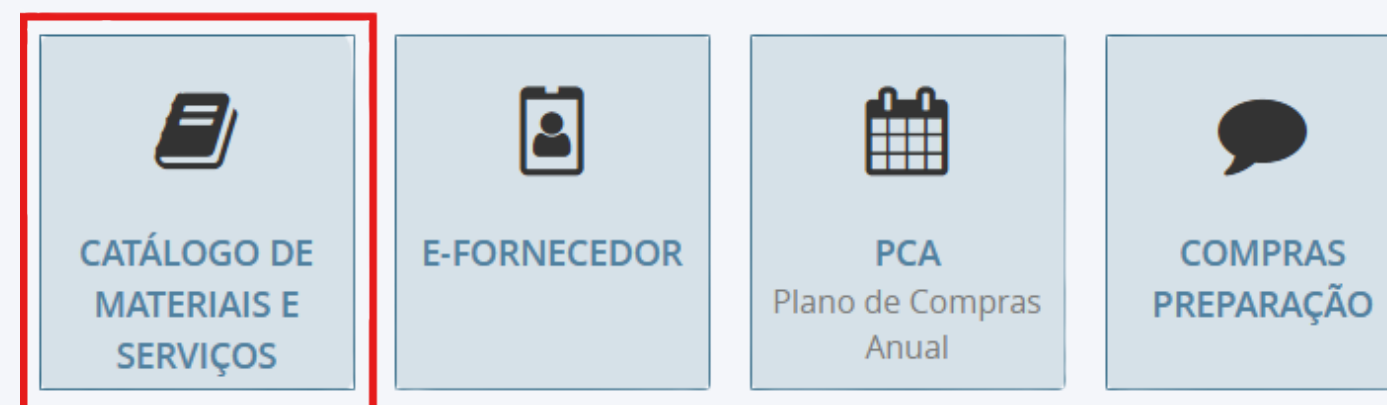 CATÁLOGO DE
MATERIAIS E
SERVIÇOS
E-FORNECEDOR
PCA
Plano de Compras
Anual
COMPRAS
PREPARAÇÃO